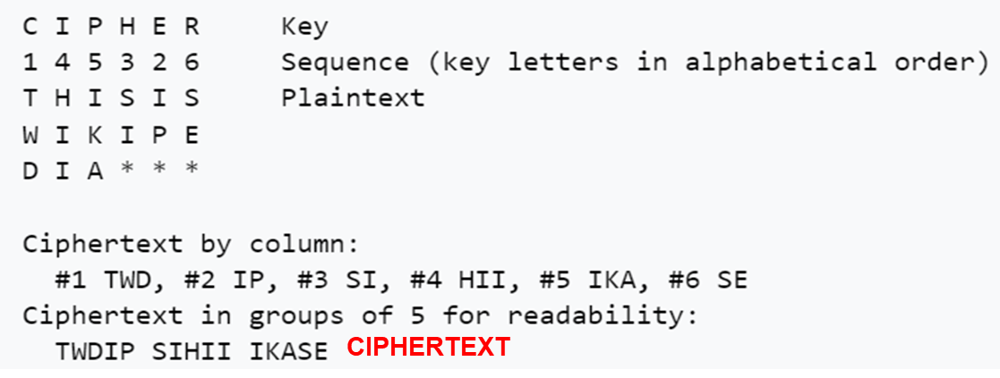 C I P H E R Key
1 4 5 3 2 6 Sequence (key letters in alphabetical order)
T H I S I S Plaintext
W I K I P E
D I A * * *
Ciphertext by column:
#1 TWD, #2 IP, #3 SI, #4 HII, #5 IKA, #6 SE
Ciphertext in groups of 5 for readability:
TWDIP SIHII IKASE CIPHERTEXT